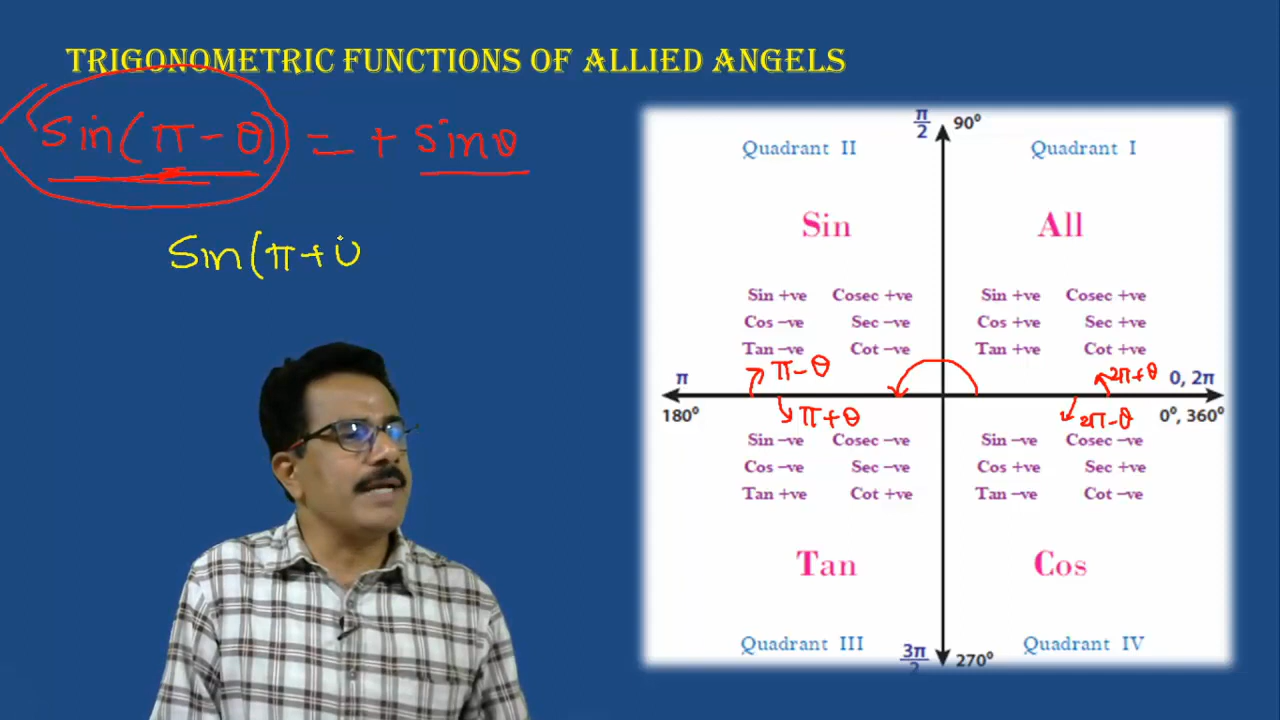 TRIGONOMETRIC FUNCTIONS OF ALLIED ANGELS
sin(π-θ) = + sinθ
Sin(π+
π/2 90°
Quadrant II Quadrant I
Sin All
Sin +ve Cosec +ve Sin +ve Cosec +ve
Cos –ve Sec –ve Cos +ve Sec +ve
Tan –ve Cot –ve Tan +ve Cot +ve
π-θ 2π+θ
π 0, 2π
180° 0°, 360°
π+θ 2π-θ
Sin –ve Cosec –ve Sin –ve Cosec –ve
Cos –ve Sec –ve Cos +ve Sec +ve
Tan +ve Cot +ve Tan –ve Cot –ve
Tan Cos
Quadrant III Quadrant IV
3π/2 270°